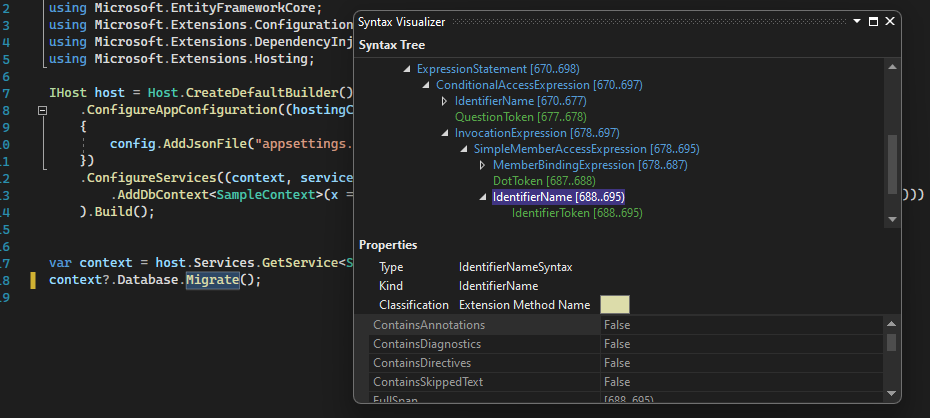 2 using Microsoft.EntityFrameworkCore;
3 using Microsoft.Extensions.Configuration
4 using Microsoft.Extensions.DependencyInj
5 using Microsoft.Extensions.Hosting;
6
7 IHost host = Host.CreateDefaultBuilder()
8 .ConfigureAppConfiguration((hostingC
9 {
10 config.AddJsonFile("appsettings.
11 })
12 .ConfigureServices((context, service
13 .AddDbContext<SampleContext>(x = )))
14 ).Build();
15
16
17 var context = host.Services.GetService<S
18 context?.Database.Migrate();
19
Syntax Visualizer
Syntax Tree
ExpressionStatement [670..698)
ConditionalAccessExpression [670..697)
IdentifierName [670..677)
QuestionToken [677..678)
InvocationExpression [678..697)
SimpleMemberAccessExpression [678..695)
MemberBindingExpression [678..687)
DotToken [687..688)
IdentifierName [688..695)
IdentifierToken [688..695)
Properties
Type IdentifierNameSyntax
Kind IdentifierName
Classification Extension Method Name
ContainsAnnotations False
ContainsDiagnostics False
ContainsDirectives False
ContainsSkippedText False
FullSpan [688..695)